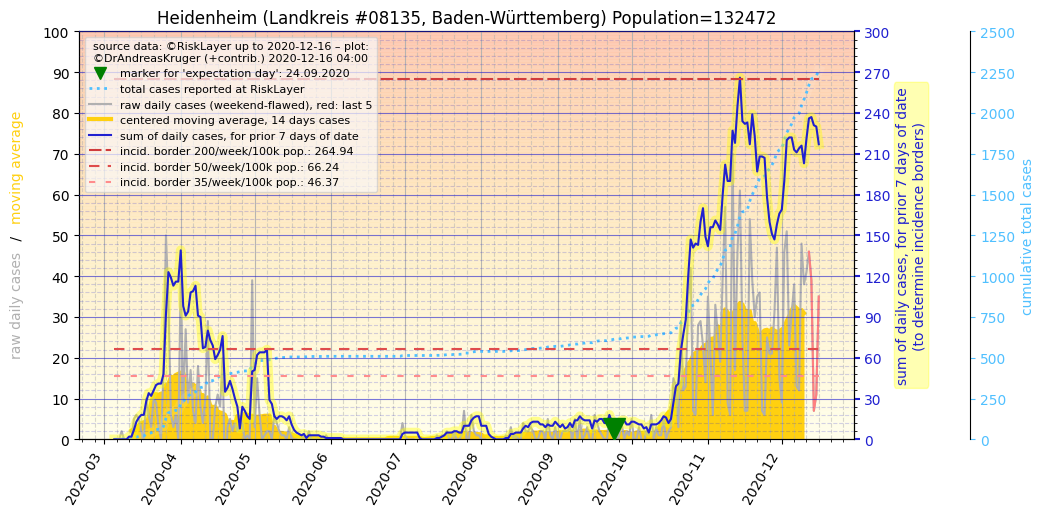 Heidenheim (Landkreis #08135, Baden-Württemberg) Population=132472
source data: ©RiskLayer up to 2020-12-16 – plot:
©DrAndreasKruger (+contrib.) 2020-12-16 04:00
marker for 'expectation day': 24.09.2020
total cases reported at RiskLayer
raw daily cases (weekend-flawed), red: last 5
centered moving average, 14 days cases
sum of daily cases, for prior 7 days of date
incid. border 200/week/100k pop.: 264.94
incid. border 50/week/100k pop.: 66.24
incid. border 35/week/100k pop.: 46.37
raw daily cases / moving average
100
90
80
70
60
50
40
30
20
10
0
2020-03
2020-04
2020-05
2020-06
2020-07
2020-08
2020-09
2020-10
2020-11
2020-12
300
270
240
210
180
150
120
90
60
30
0
sum of daily cases, for prior 7 days of date
(to determine incidence borders)
2500
2250
2000
1750
1500
1250
1000
750
500
250
0
cumulative total cases